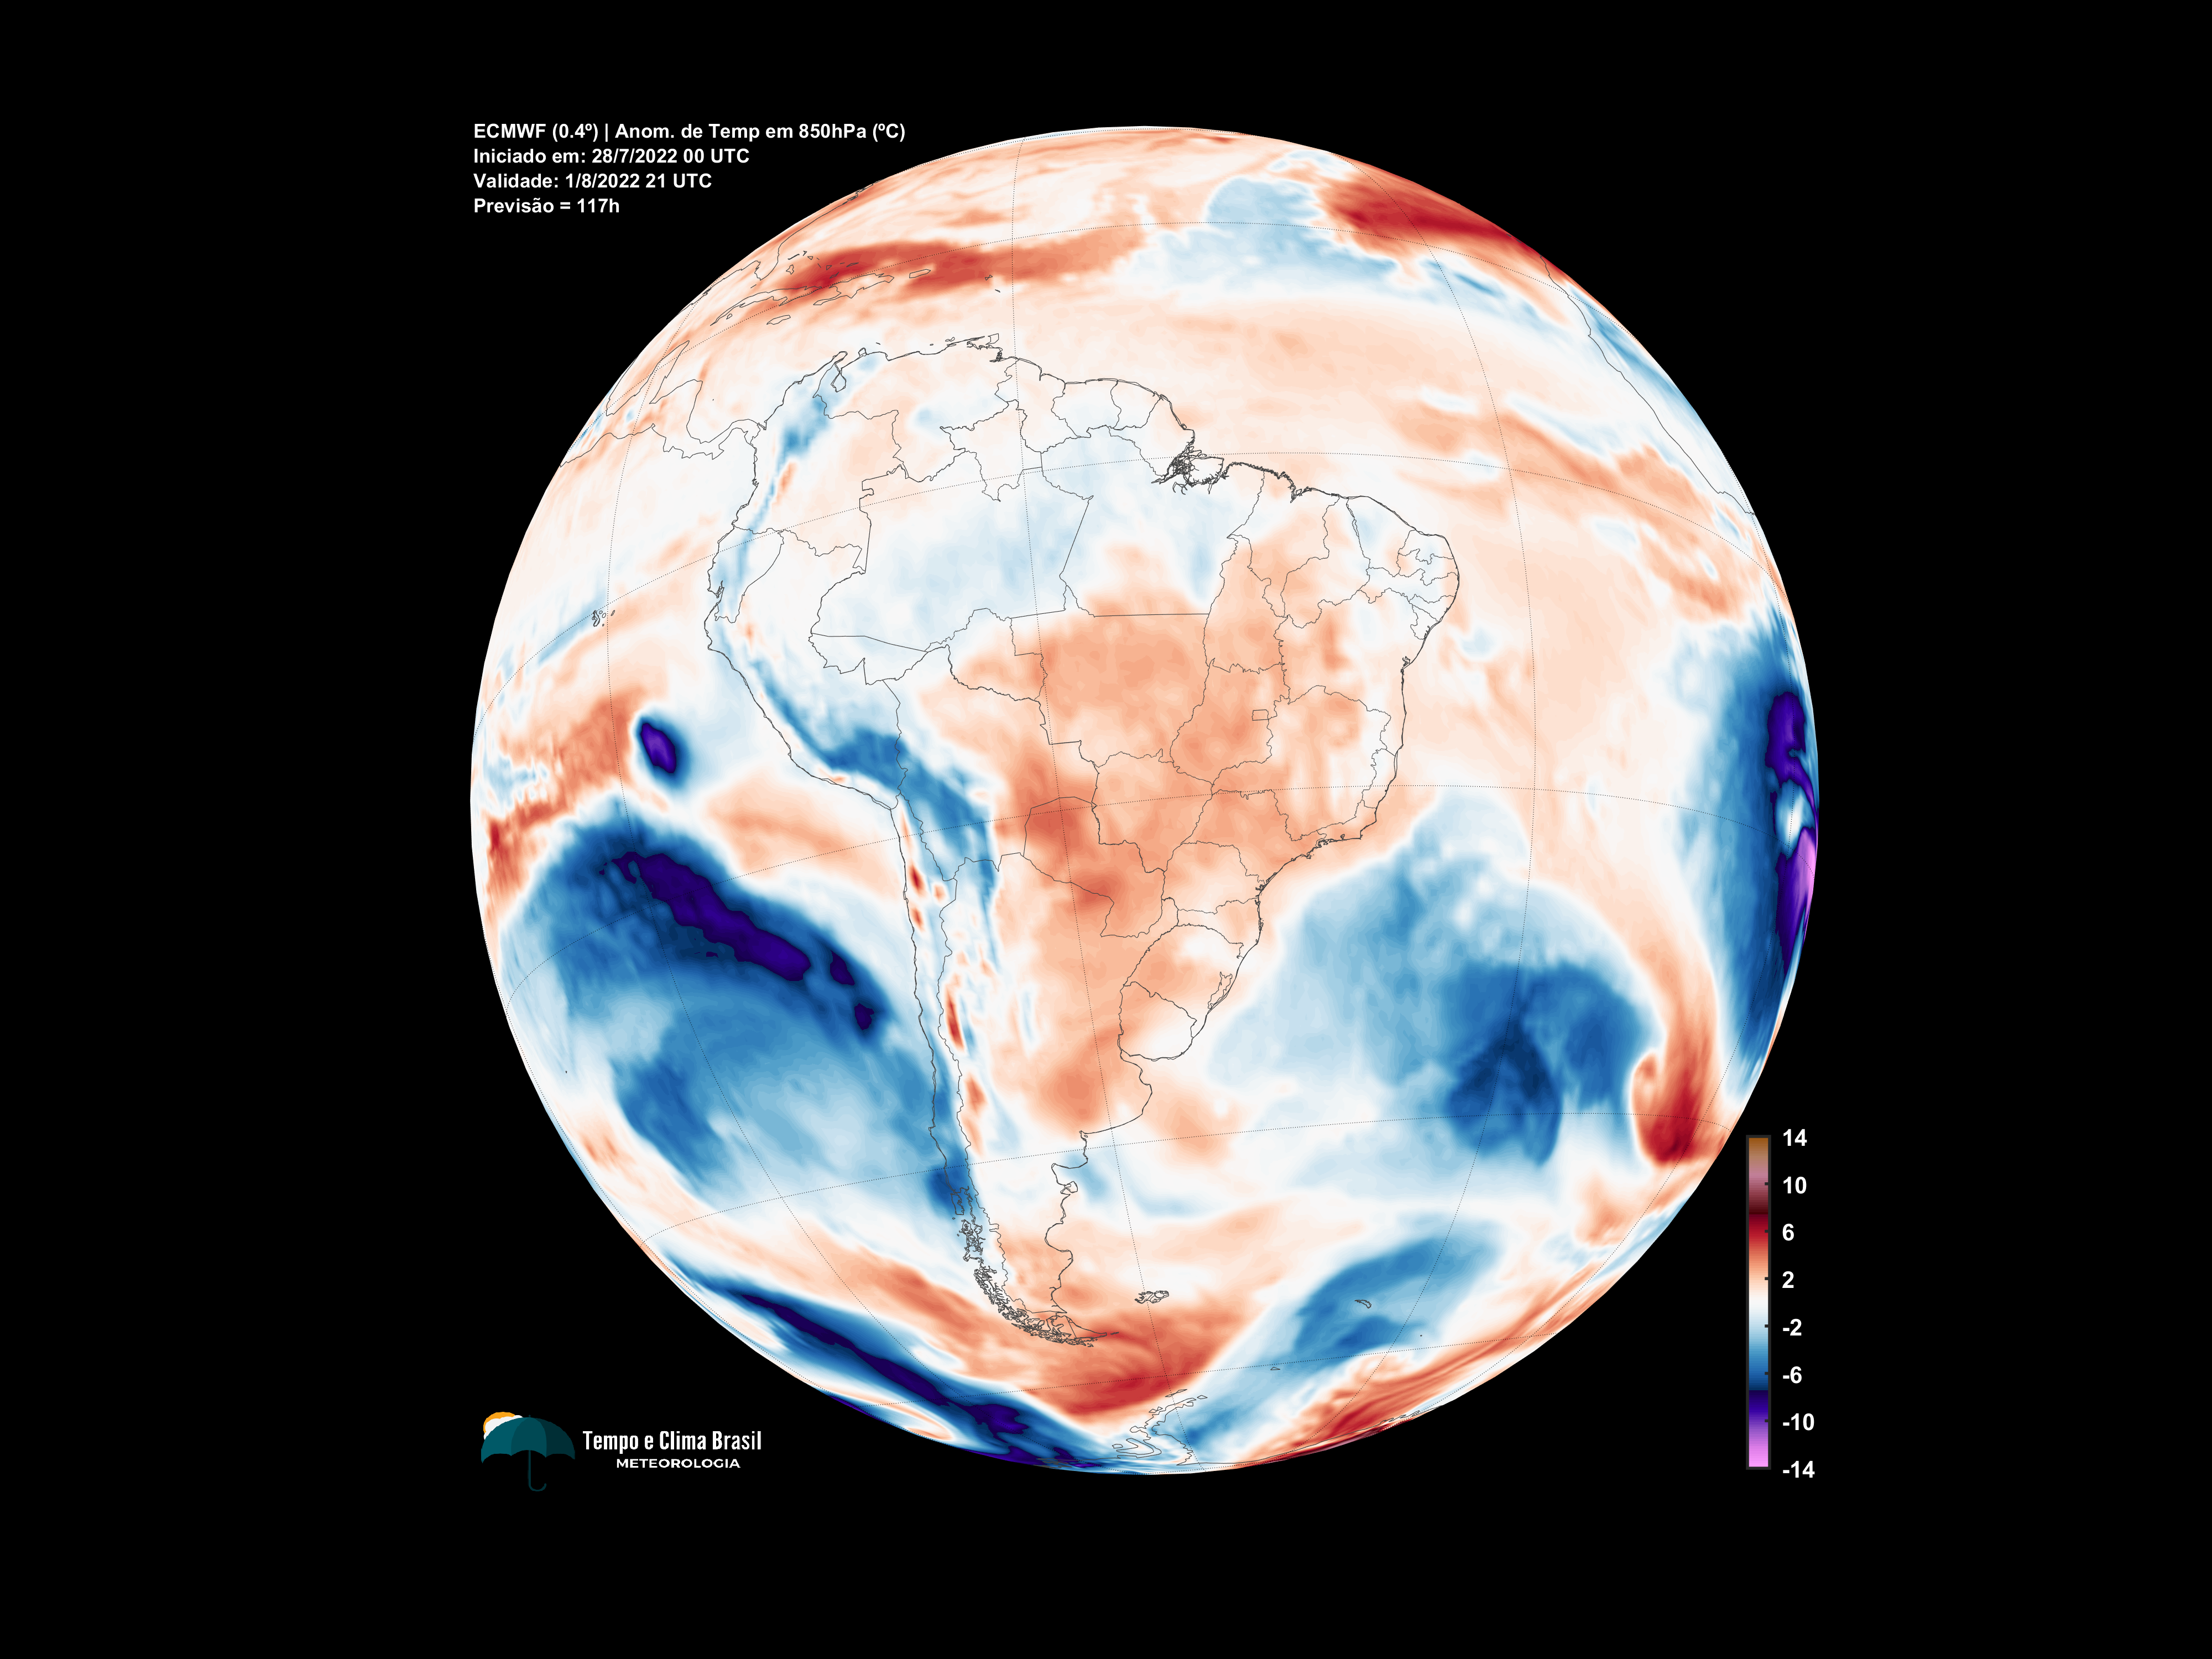 ECMWF (0.4º) | Anom. de Temp em 850hPa (ºC)
Iniciado em: 28/7/2022 00 UTC
Validade: 1/8/2022 21 UTC
Previsão = 117h
14
10
6
2
-2
-6
-10
-14
Tempo e Clima Brasil
METEOROLOGIA